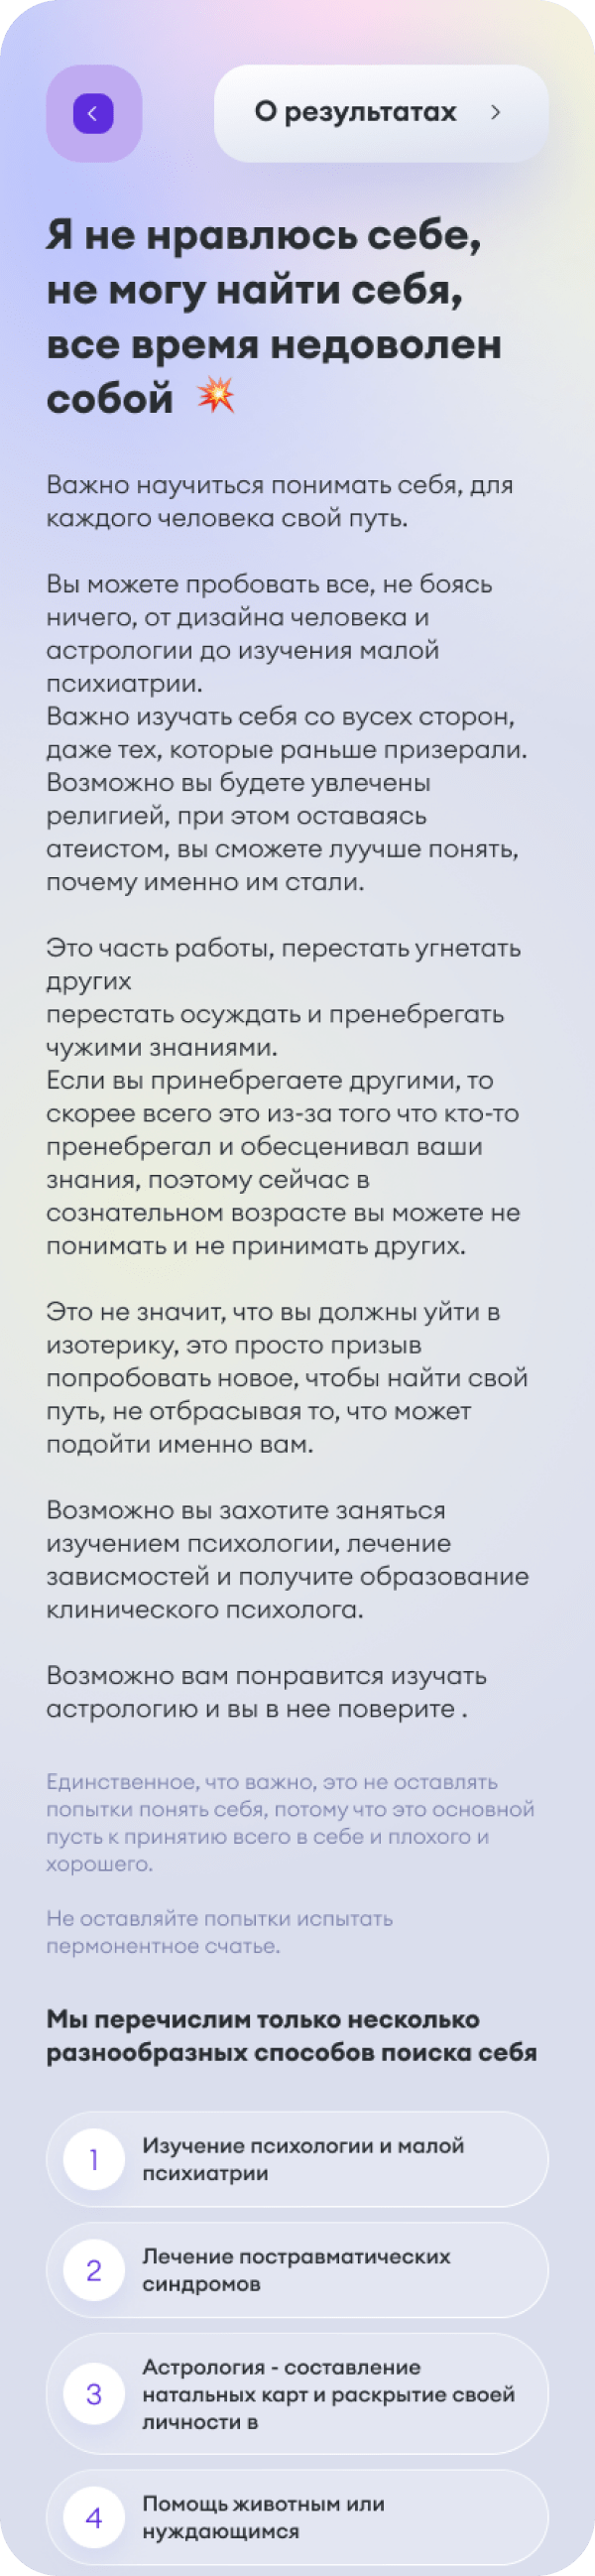 О результатах
Я не нравлюсь себе,
не могу найти себя,
все время недоволен
собой 💥
Важно научиться понимать себя, для
каждого человека свой путь.
Вы можете пробовать все, не боясь
ничего, от дизайна человека и
астрологии до изучения малой
психиатрии.
Важно изучать себя со вусех сторон,
даже тех, которые раньше призерали.
Возможно вы будете увлечены
религией, при этом оставаясь
атеистом, вы сможете луучше понять,
почему именно им стали.
Это часть работы, перестать угнетать
других
перестать осуждать и пренебрегать
чужими знаниями.
Если вы принебрегаете другими, то
скорее всего это из-за того что кто-то
пренебрегал и обесценивал ваши
знания, поэтому сейчас в
сознательном возрасте вы можете не
понимать и не принимать других.
Это не значит, что вы должны уйти в
изотерику, это просто призыв
попробовать новое, чтобы найти свой
путь, не отбрасывая то, что может
подойти именно вам.
Возможно вы захотите заняться
изучением психологии, лечение
зависмостей и получите образование
клинического психолога.
Возможно вам понравится изучать
астрологию и вы в нее поверите .
Единственное, что важно, это не оставлять
попытки понять себя, потому что это основной
пусть к принятию всего в себе и плохого и
хорошего.
Не оставляйте попытки испытать
пермонентное счатье.
Мы перечислим только несколько
разнообразных способов поиска себя
1 Изучение психологии и малой
психиатрии
2 Лечение постравматических
синдромов
3 Астрология - составление
натальных карт и раскрытие своей
личности в
4 Помощь животным или
нуждающимся